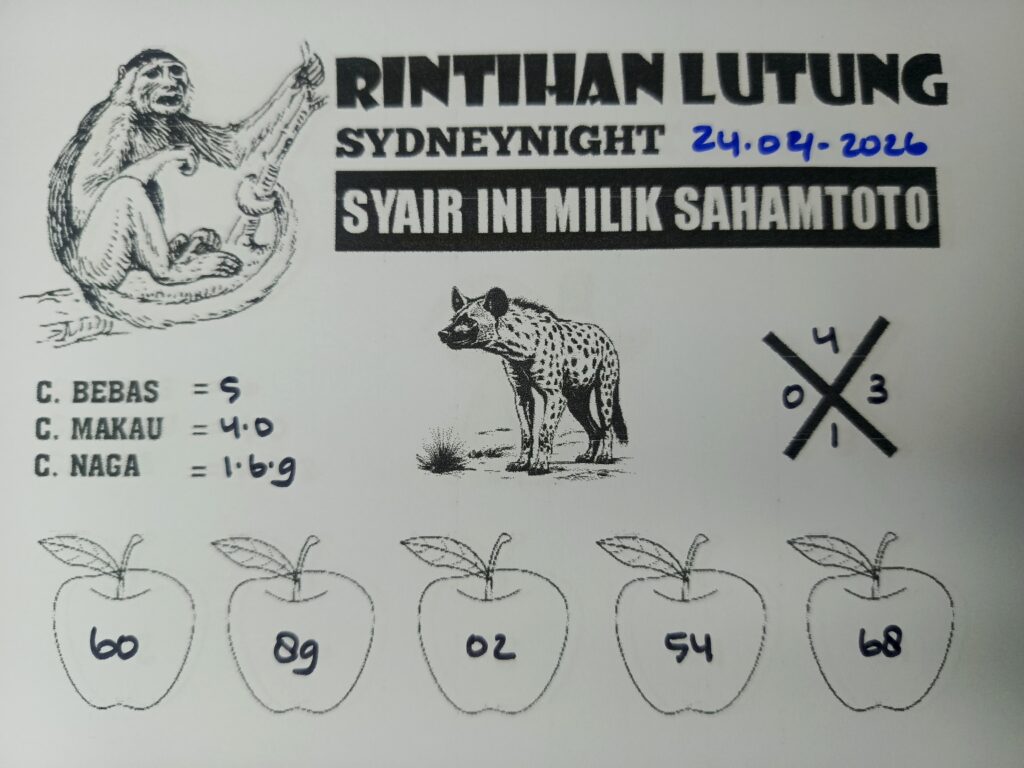 RINTIHAN LUTUNG
SYDNEYNIGHT 24.04-2026
SYAIR INI MILIK SAHAMTOTO
C. BEBAS = 5
C. MAKAU = 4.0
C. NAGA = 1.6.9
4
0 3
1
60 89 02 54 68